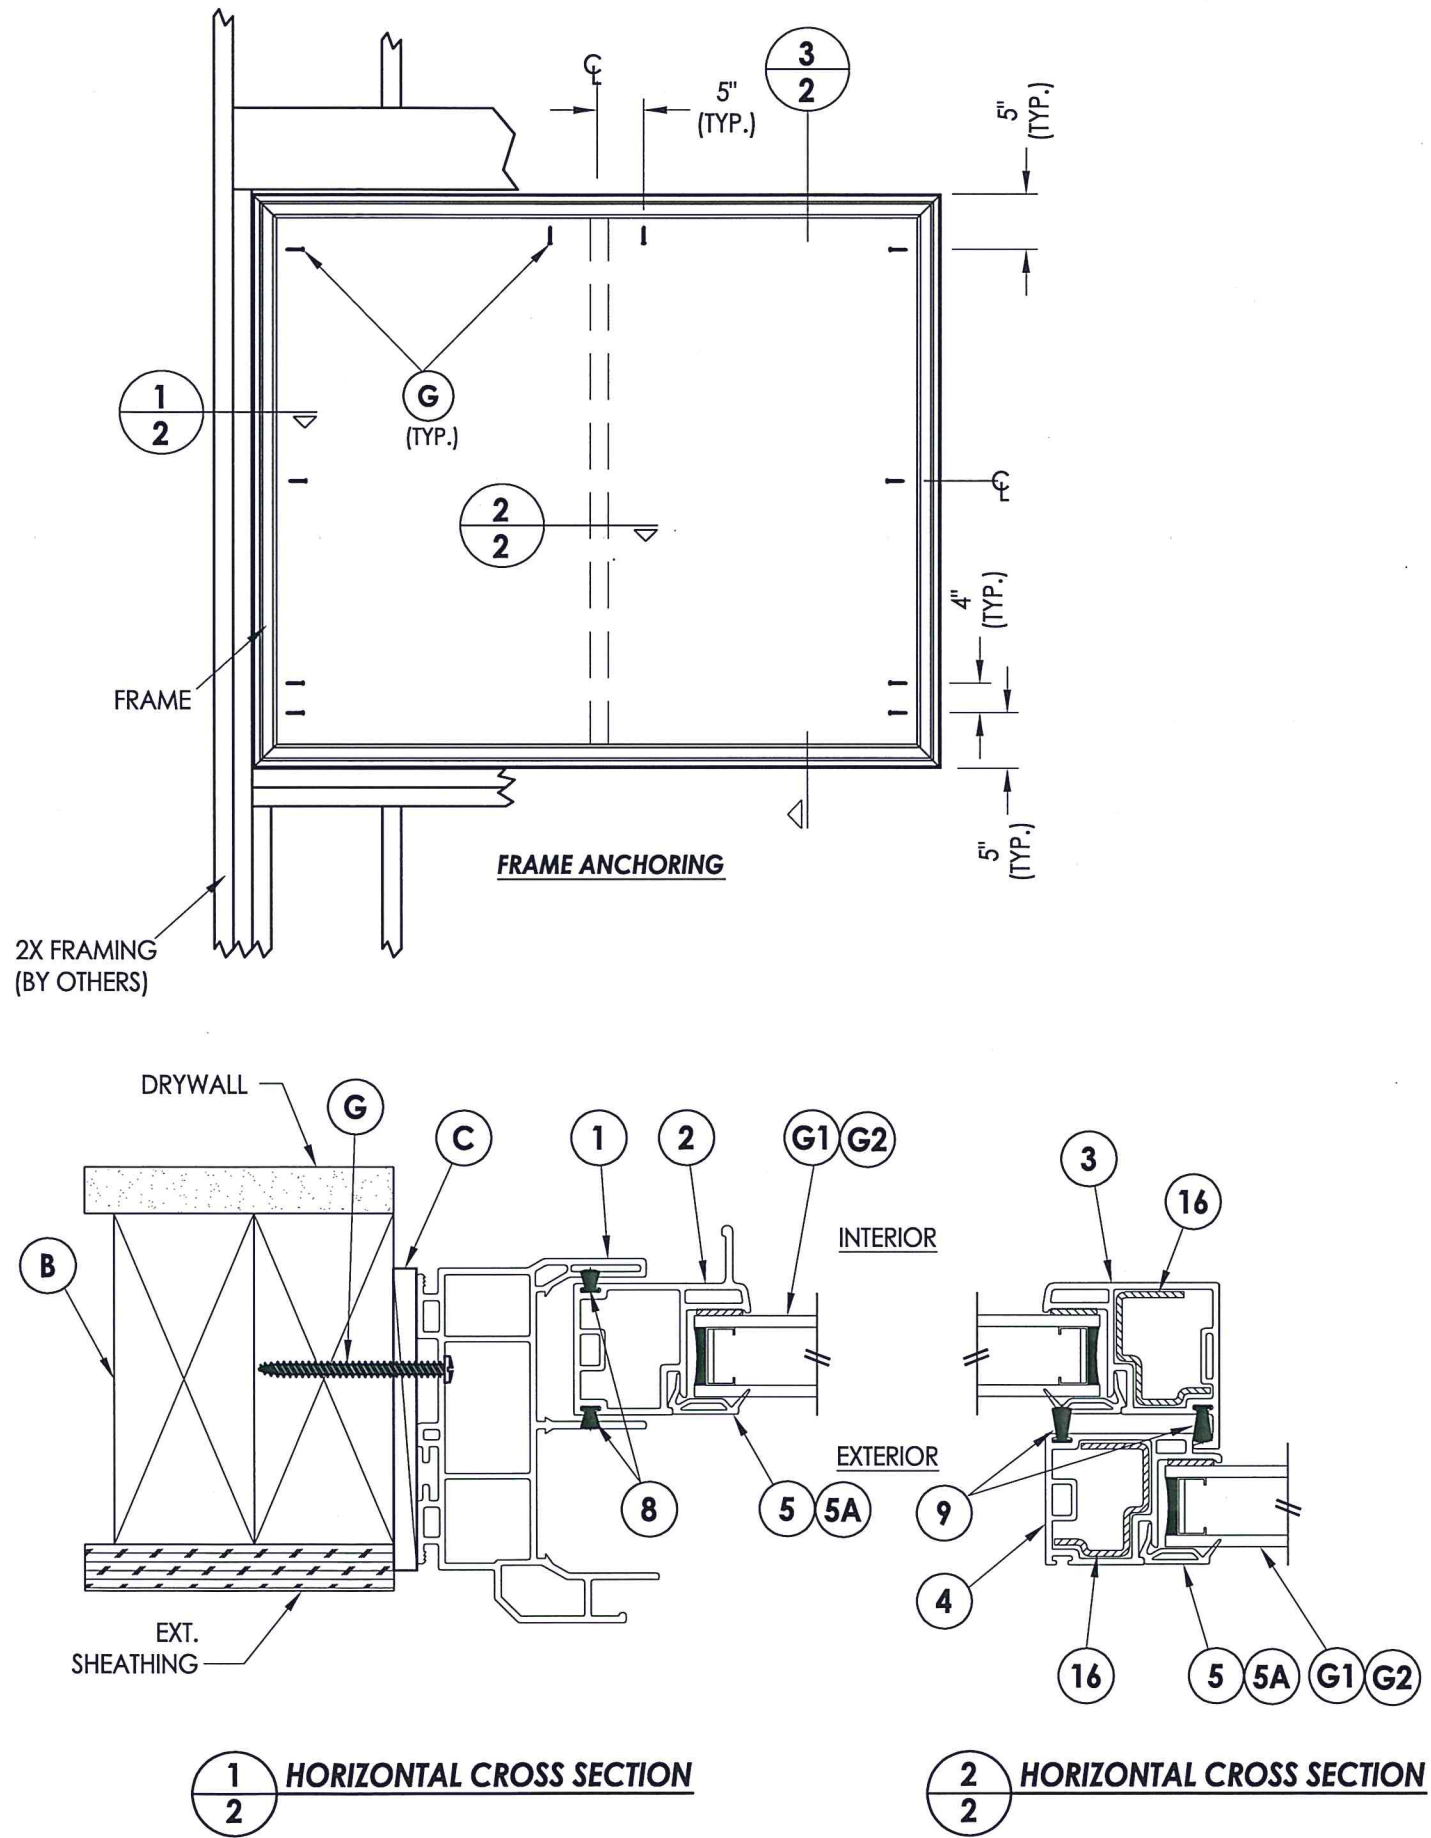 3
2
℄
5"
(TYP.)
5"
(TYP.)
1
2
G
(TYP.)
2
2
℄
4"
(TYP.)
FRAME
5"
(TYP.)
FRAME ANCHORING
2X FRAMING
(BY OTHERS)
DRYWALL
G
C
1
2
G1 G2
3
16
B
INTERIOR
EXTERIOR
8
5 5A
9
4
EXT.
SHEATHING
16
5 5A
G1 G2
1
2
HORIZONTAL CROSS SECTION
2
2
HORIZONTAL CROSS SECTION